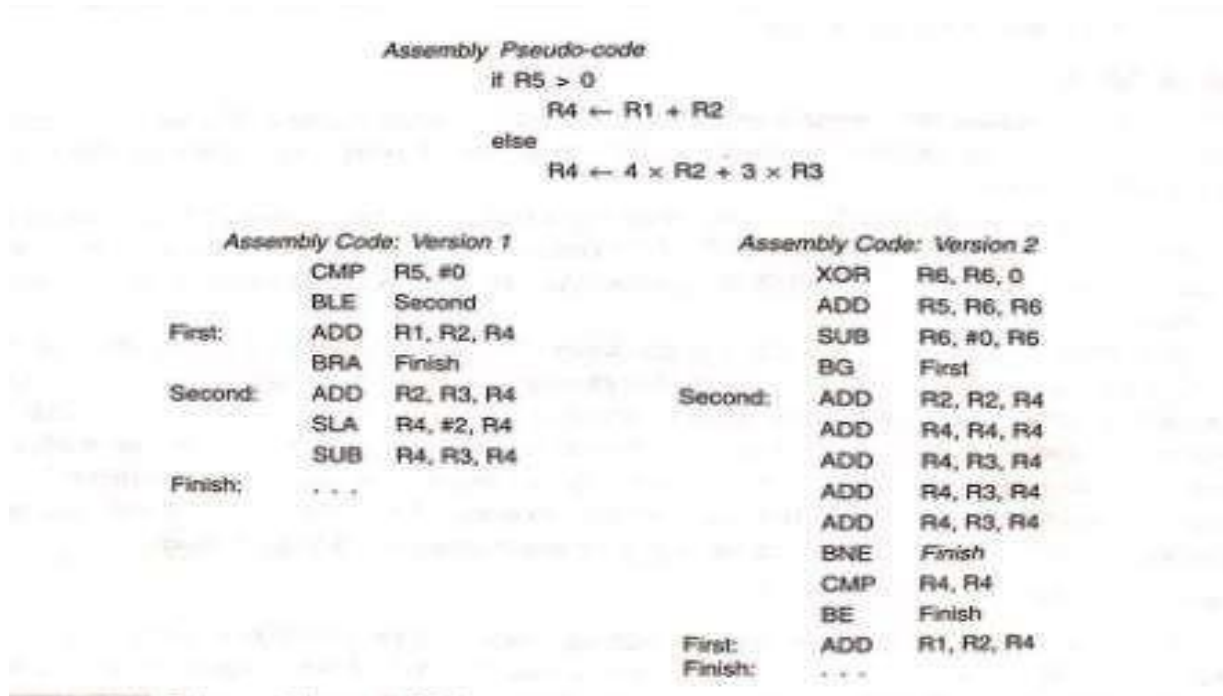 Assembly Pseudo-code
if R5 > 0
R4 ← R1 + R2
else
R4 ← 4 × R2 + 3 × R3
Assembly Code: Version 1
CMP R5, #0
BLE Second
First: ADD R1, R2, R4
BRA Finish
Second: ADD R2, R3, R4
SLA R4, #2, R4
SUB R4, R3, R4
Finish: . . .
Assembly Code: Version 2
XOR R6, R6, 0
ADD R5, R6, R6
SUB R6, #0, R6
BG First
Second: ADD R2, R2, R4
ADD R4, R4, R4
ADD R4, R3, R4
ADD R4, R3, R4
ADD R4, R3, R4
BNE Finish
CMP R4, R4
BE Finish
First: ADD R1, R2, R4
Finish: . . .